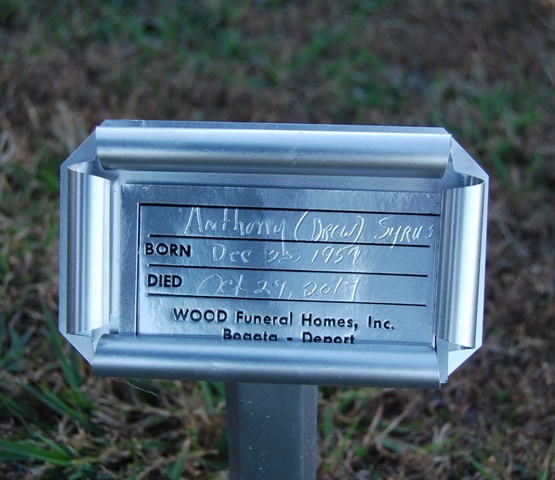 Anthony (Drew) Syrus
BORN Dec 25, 1959
DIED Oct 29, 2017
WOOD Funeral Homes, Inc.
Bogata - Deport